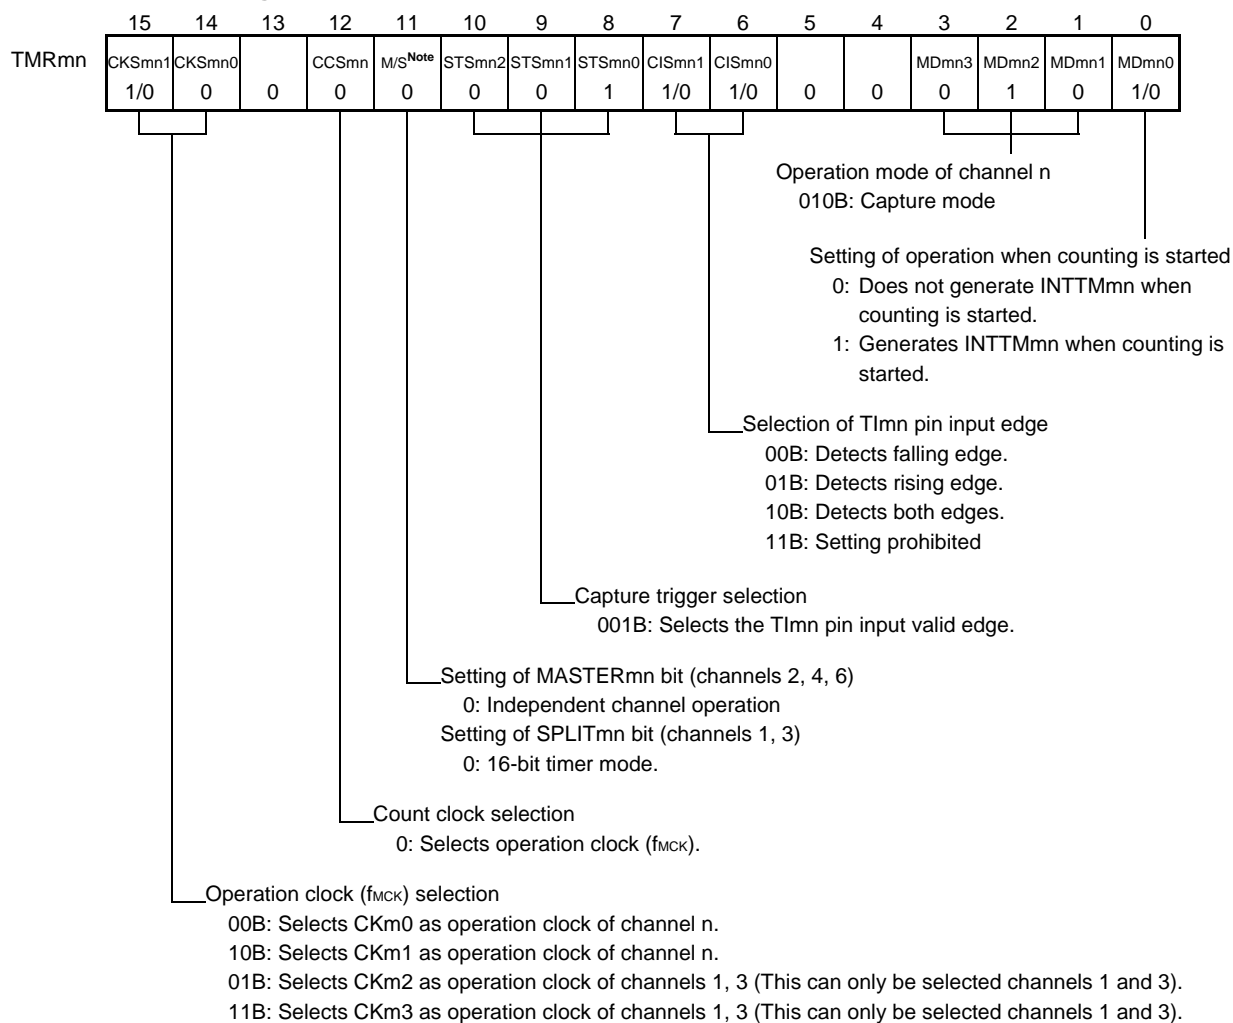 15 14 13 12 11 10 9 8 7 6 5 4 3 2 1 0
TMRmn CKSmn1 CKSmn0 CCSmn M/SNote STSmn2 STSmn1 STSmn0 CISmn1 CISmn0 MDmn3 MDmn2 MDmn1 MDmn0
1/0 0 0 0 0 0 0 1 1/0 1/0 0 0 0 1 0 1/0
Operation mode of channel n
010B: Capture mode
Setting of operation when counting is started
0: Does not generate INTTMmn when
counting is started.
1: Generates INTTMmn when counting is
started.
Selection of TImn pin input edge
00B: Detects falling edge.
01B: Detects rising edge.
10B: Detects both edges.
11B: Setting prohibited
Capture trigger selection
001B: Selects the TImn pin input valid edge.
Setting of MASTERmn bit (channels 2, 4, 6)
0: Independent channel operation
Setting of SPLITmn bit (channels 1, 3)
0: 16-bit timer mode.
Count clock selection
0: Selects operation clock (fMCK).
Operation clock (fMCK) selection
00B: Selects CKm0 as operation clock of channel n.
10B: Selects CKm1 as operation clock of channel n.
01B: Selects CKm2 as operation clock of channels 1, 3 (This can only be selected channels 1 and 3).
11B: Selects CKm3 as operation clock of channels 1, 3 (This can only be selected channels 1 and 3).